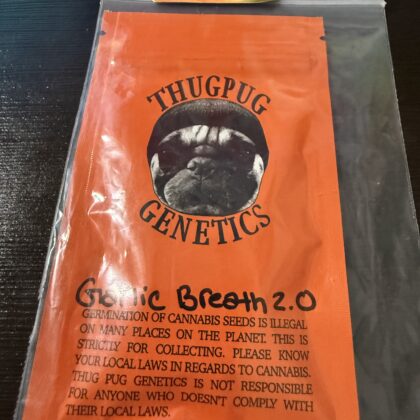 THUGPUG
GENETICS
Garlic Breath 2.0
GERMINATION OF CANNABIS SEEDS IS ILLEGAL
ON MANY PLACES ON THE PLANET. THIS IS
STRICTLY FOR COLLECTING. PLEASE KNOW
YOUR LOCAL LAWS IN REGARDS TO CANNABIS.
THUG PUG GENETICS IS NOT RESPONSIBLE
FOR ANYONE WHO DOESN'T COMPLY WITH
THEIR LOCAL LAWS.